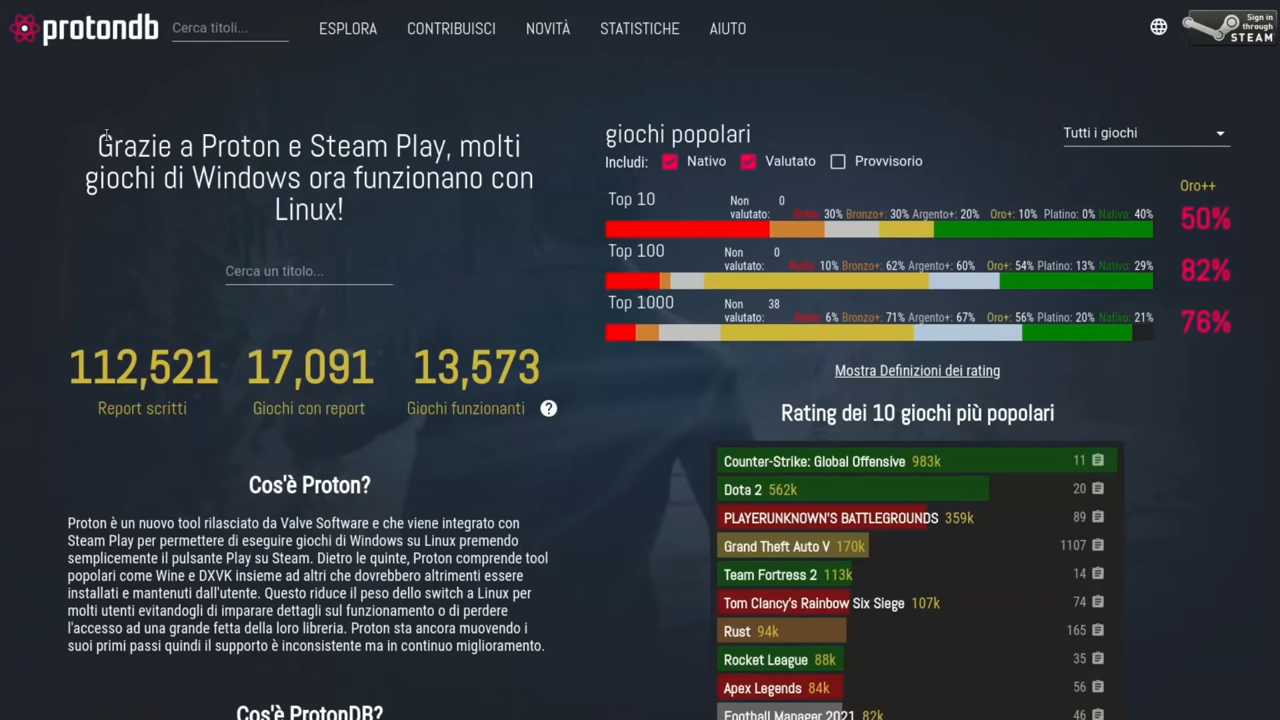 protondb
Cerca titoli...
ESPLORA
CONTRIBUISCI
NOVITÀ
STATISTICHE
AIUTO
Sign in
through
STEAM
Grazie a Proton e Steam Play, molti
giochi di Windows ora funzionano con
Linux!
Cerca un titolo...
112,521 17,091 13,573
Report scritti Giochi con report Giochi funzionanti ?
Cos'è Proton?
Proton è un nuovo tool rilasciato da Valve Software e che viene integrato con
Steam Play per permettere di eseguire giochi di Windows su Linux premendo
semplicemente il pulsante Play su Steam. Dietro le quinte, Proton comprende tool
popolari come Wine e DXVK insieme ad altri che dovrebbero altrimenti essere
installati e mantenuti dall'utente. Questo riduce il peso dello switch a Linux per
molti utenti evitandogli di imparare dettagli sul funzionamento o di perdere
l'accesso ad una grande fetta della loro libreria. Proton sta ancora muovendo i
suoi primi passi quindi il supporto è inconsistente ma in continuo miglioramento.
Cos'è ProtonDB?
giochi popolari
Tutti i giochi
Includi: Nativo Valutato Provvisorio
Oro++
Top 10
Non valutato: 0 Rotto: 30% Bronzo+: 30% Argento+: 20% Oro+: 10% Platino: 0% Nativo: 40%
50%
Top 100
Non valutato: 0 Rotto: 10% Bronzo+: 62% Argento+: 60% Oro+: 54% Platino: 13% Nativo: 29%
82%
Top 1000
Non valutato: 38 Rotto: 6% Bronzo+: 71% Argento+: 67% Oro+: 56% Platino: 20% Nativo: 21%
76%
Mostra Definizioni dei rating
Rating dei 10 giochi più popolari
Counter-Strike: Global Offensive 983k 11
Dota 2 562k 20
PLAYERUNKNOWN'S BATTLEGROUNDS 359k 89
Grand Theft Auto V 170k 1107
Team Fortress 2 113k 14
Tom Clancy's Rainbow Six Siege 107k 74
Rust 94k 165
Rocket League 88k 35
Apex Legends 84k 56
Football Manager 2021 82k 46